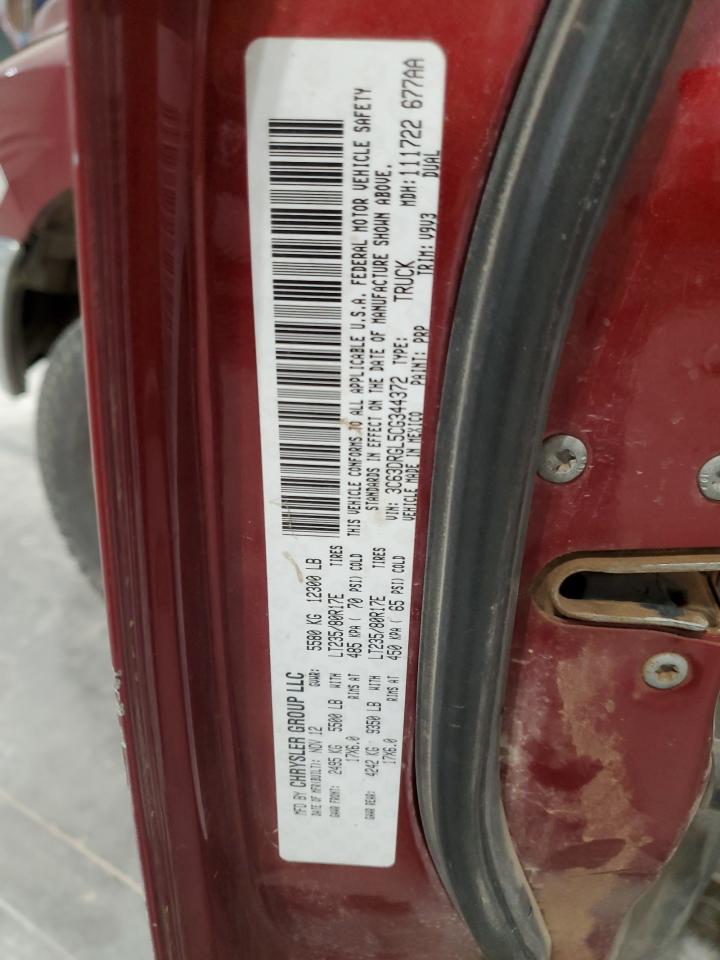 MFD BY CHRYSLER GROUP LLC
DATE OF MFR(BUILT): NOV 12 GVWR: 5580 KG 12300 LB
GAWR FRONT: 2495 KG 5500 LB WITH LT235/80R17E TIRES
17X6.0 RIMS AT 485 KPA ( 70 PSI) COLD
GAWR REAR: 4242 KG 9350 LB WITH LT235/80R17E TIRES
17X6.0 RIMS AT 450 KPA ( 65 PSI) COLD
THIS VEHICLE CONFORMS TO ALL APPLICABLE U.S.A. FEDERAL MOTOR VEHICLE SAFETY
STANDARDS IN EFFECT ON THE DATE OF MANUFACTURE SHOWN ABOVE.
VIN: 3C63DRGL5CG344372 TYPE: TRUCK MDH: 111722 677AA
VEHICLE MADE IN MEXICO PAINT: PRP TRIM: V9V3 DUAL